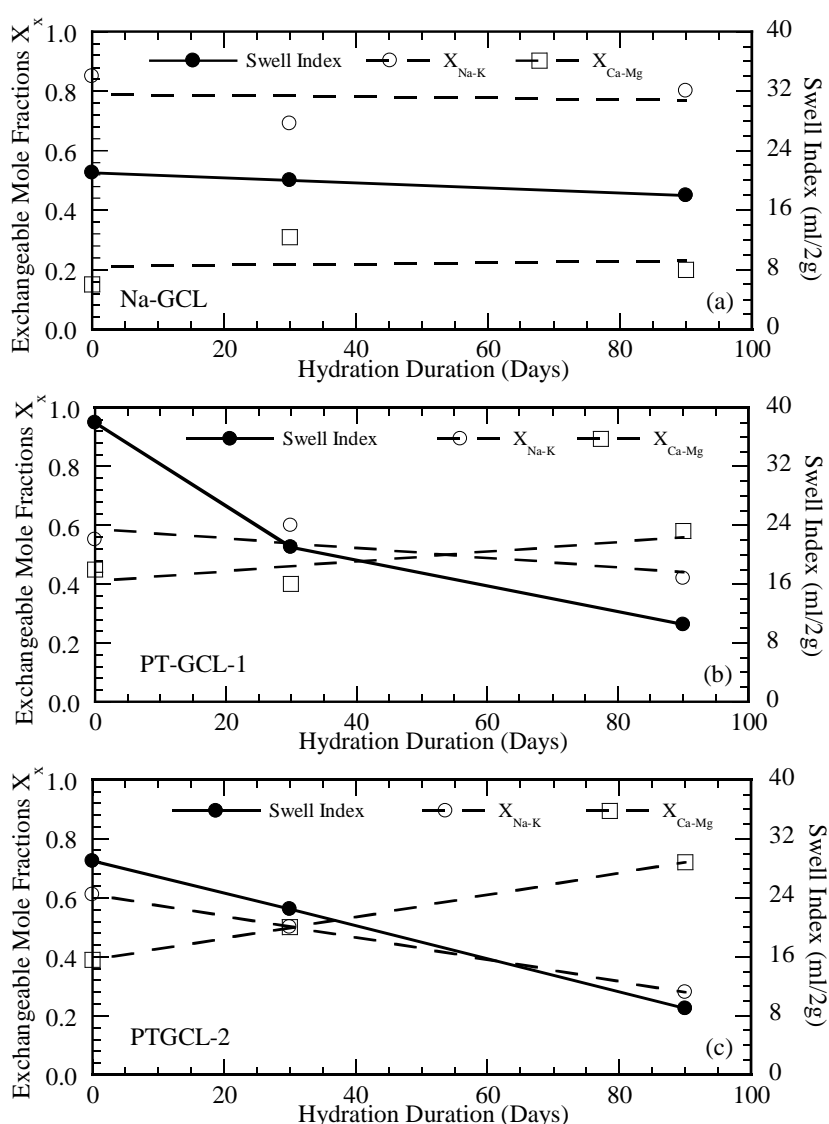 Exchangeable Mole Fractions X_x
1.0
0.8
0.6
0.4
0.2
0.0
Swell Index X_Na-K X_Ca-Mg
Na-GCL
(a)
40
32
24
16
8
0
Swell Index (ml/2g)
0 20 40 60 80 100
Hydration Duration (Days)
Exchangeable Mole Fractions X_x
1.0
0.8
0.6
0.4
0.2
0.0
Swell Index X_Na-K X_Ca-Mg
PT-GCL-1
(b)
40
32
24
16
8
0
Swell Index (ml/2g)
0 20 40 60 80 100
Hydration Duration (Days)
Exchangeable Mole Fractions X_x
1.0
0.8
0.6
0.4
0.2
0.0
Swell Index X_Na-K X_Ca-Mg
PTGCL-2
(c)
40
32
24
16
8
0
Swell Index (ml/2g)
0 20 40 60 80 100
Hydration Duration (Days)